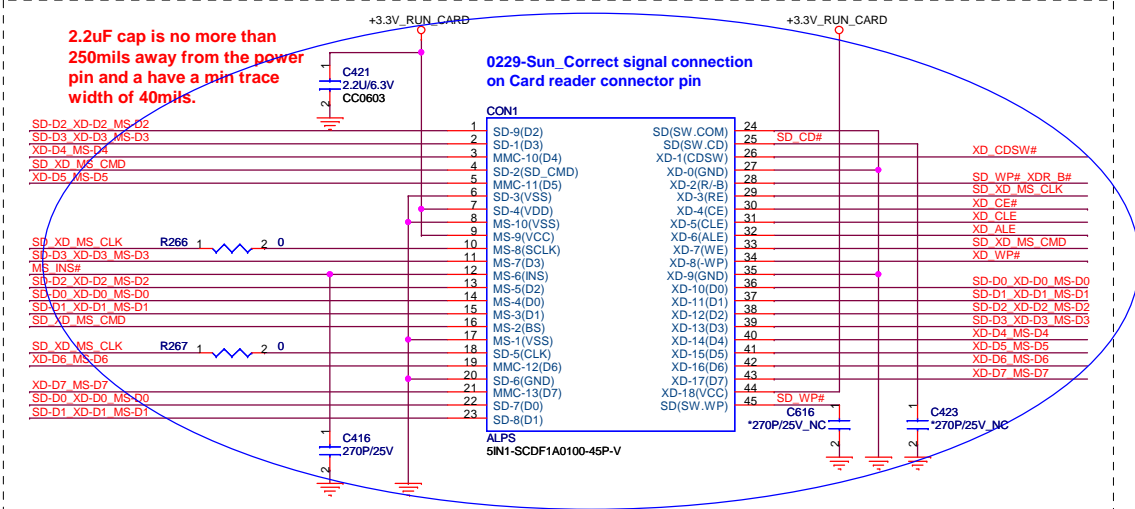 +3.3V_RUN_CARD
+3.3V_RUN_CARD
2.2uF cap is no more than
250mils away from the power
pin and a have a min trace
width of 40mils.
1
C421
2.2U/6.3V
CC0603
2
0229-Sun_Correct signal connection
on Card reader connector pin
CON1
SD-D2_XD-D2_MS-D2 1 SD-9(D2)
SD-D3_XD-D3_MS-D3 2 SD-1(D3)
XD-D4_MS-D4 3 MMC-10(D4)
SD_XD_MS_CMD 4 SD-2(SD_CMD)
XD-D5_MS-D5 5 MMC-11(D5)
6 SD-3(VSS)
7 SD-4(VDD)
8 MS-10(VSS)
9 MS-9(VCC)
SD_XD_MS_CLK R266 1 2 0 10 MS-8(SCLK)
SD-D3_XD-D3_MS-D3 11 MS-7(D3)
MS_INS# 12 MS-6(INS)
SD-D2_XD-D2_MS-D2 13 MS-5(D2)
SD-D0_XD-D0_MS-D0 14 MS-4(D0)
SD-D1_XD-D1_MS-D1 15 MS-3(D1)
SD_XD_MS_CMD 16 MS-2(BS)
17 MS-1(VSS)
SD_XD_MS_CLK R267 1 2 0 18 SD-5(CLK)
XD-D6_MS-D6 19 MMC-12(D6)
20 SD-6(GND)
XD-D7_MS-D7 21 MMC-13(D7)
SD-D0_XD-D0_MS-D0 22 SD-7(D0)
SD-D1_XD-D1_MS-D1 23 SD-8(D1)
SD(SW.COM) 24
SD(SW.CD) 25 SD_CD#
XD-1(CDSW) 26 XD_CDSW#
XD-0(GND) 27
XD-2(R/-B) 28 SD_WP#_XDR_B#
XD-3(RE) 29 SD_XD_MS_CLK
XD-4(CE) 30 XD_CE#
XD-5(CLE) 31 XD_CLE
XD-6(ALE) 32 XD_ALE
XD-7(WE) 33 SD_XD_MS_CMD
XD-8(-WP) 34 XD_WP#
XD-9(GND) 35
XD-10(D0) 36 SD-D0_XD-D0_MS-D0
XD-11(D1) 37 SD-D1_XD-D1_MS-D1
XD-12(D2) 38 SD-D2_XD-D2_MS-D2
XD-13(D3) 39 SD-D3_XD-D3_MS-D3
XD-14(D4) 40 XD-D4_MS-D4
XD-15(D5) 41 XD-D5_MS-D5
XD-16(D6) 42 XD-D6_MS-D6
XD-17(D7) 43 XD-D7_MS-D7
XD-18(VCC) 44
SD(SW.WP) 45 SD_WP#
1
C416
270P/25V
2
ALPS
5IN1-SCDF1A0100-45P-V
1
C616
*270P/25V_NC
2
1
C423
*270P/25V_NC
2